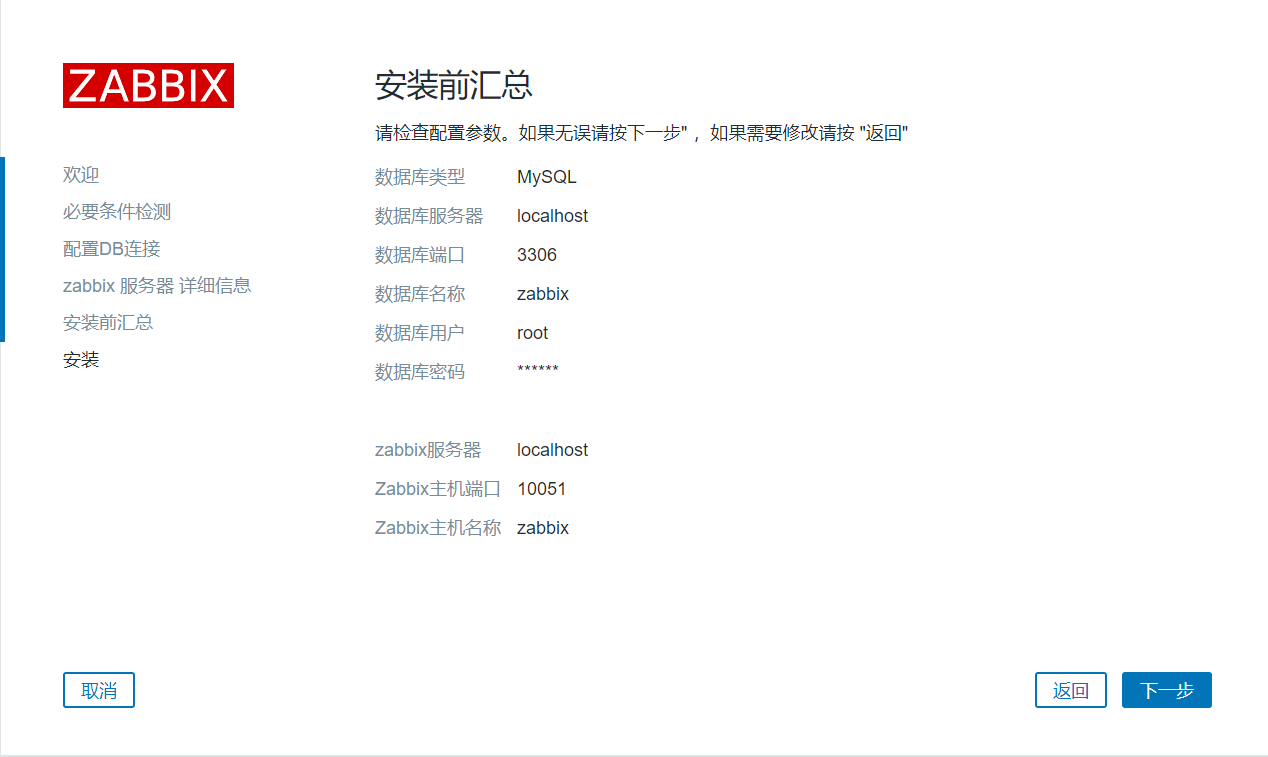 ZABBIX
欢迎
必要条件检测
配置DB连接
zabbix 服务器 详细信息
安装前汇总
安装
安装前汇总
请检查配置参数。如果无误请按下一步" ，如果需要修改请按 "返回"
数据库类型 MySQL
数据库服务器 localhost
数据库端口 3306
数据库名称 zabbix
数据库用户 root
数据库密码 ******
zabbix服务器 localhost
Zabbix主机端口 10051
Zabbix主机名称 zabbix
取消 返回 下一步